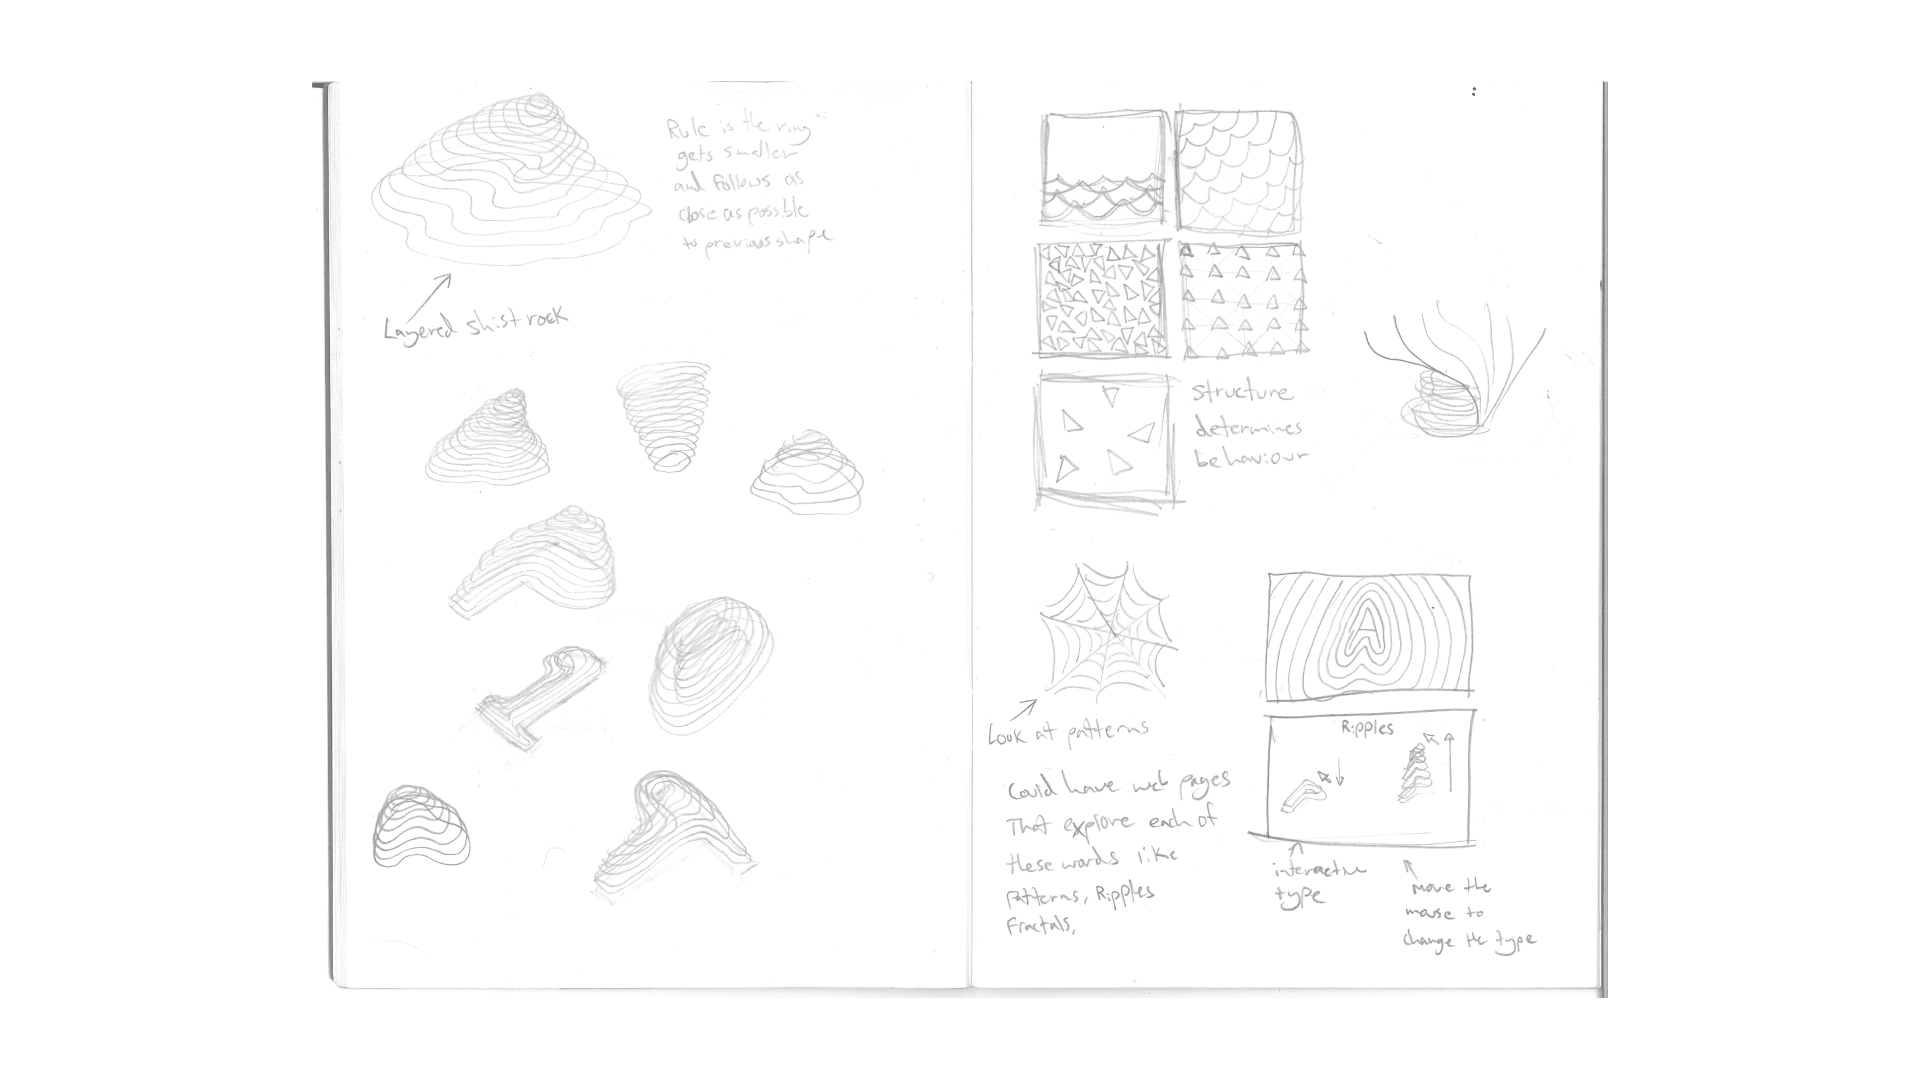 Rule is the ring
gets smaller
and follows as
close as possible
to previous shape
Layered shist rock
structure
determines
behaviour
Look at patterns
Could have web pages
That explore each of
these words like
patterns, Ripples
Fractals,
A
Ripples
interactive
type
move the
mouse to
change the type